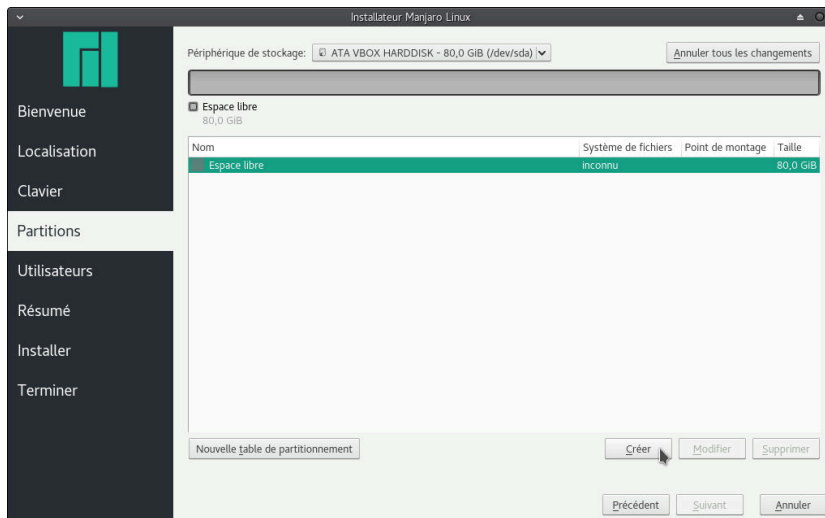 Installateur Manjaro Linux
Périphérique de stockage: ATA VBOX HARDDISK - 80,0 GiB (/dev/sda) Annuler tous les changements
Espace libre
80,0 GiB
Bienvenue
Localisation
Clavier
Partitions
Utilisateurs
Résumé
Installer
Terminer
Nom Système de fichiers Point de montage Taille
Espace libre inconnu 80,0 GiB
Nouvelle table de partitionnement Créer Modifier Supprimer
Précédent Suivant Annuler